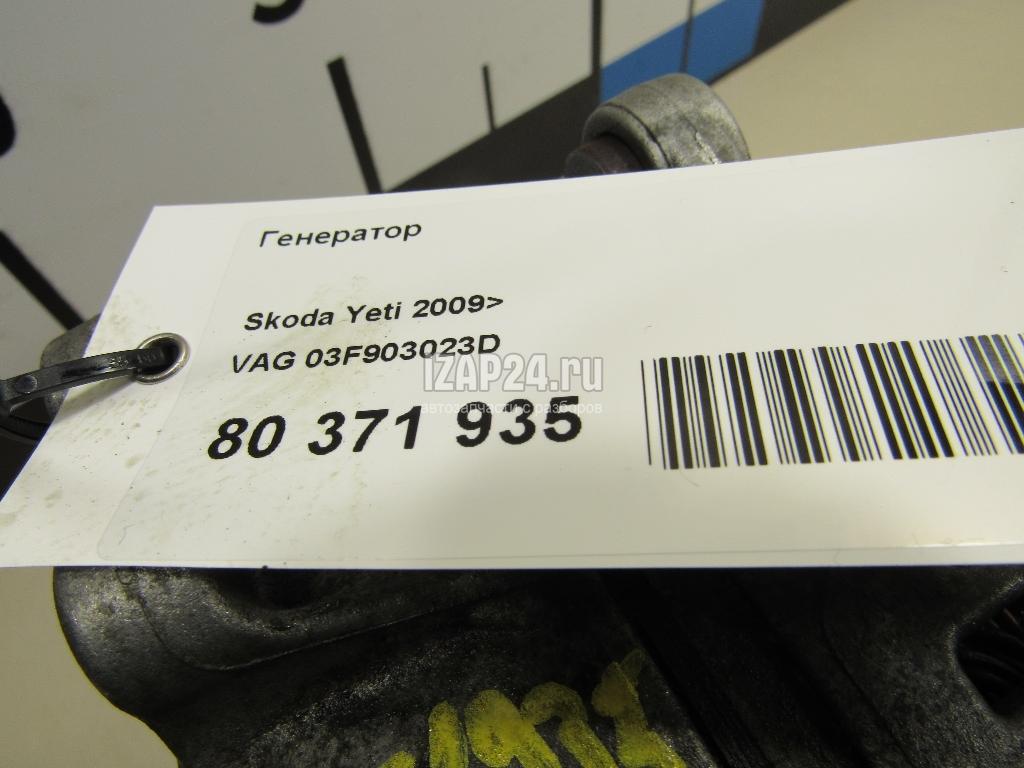 Генератор
Skoda Yeti 2009>
VAG 03F903023D
IZAP24.ru
автозапчасти с разборов
80 371 935